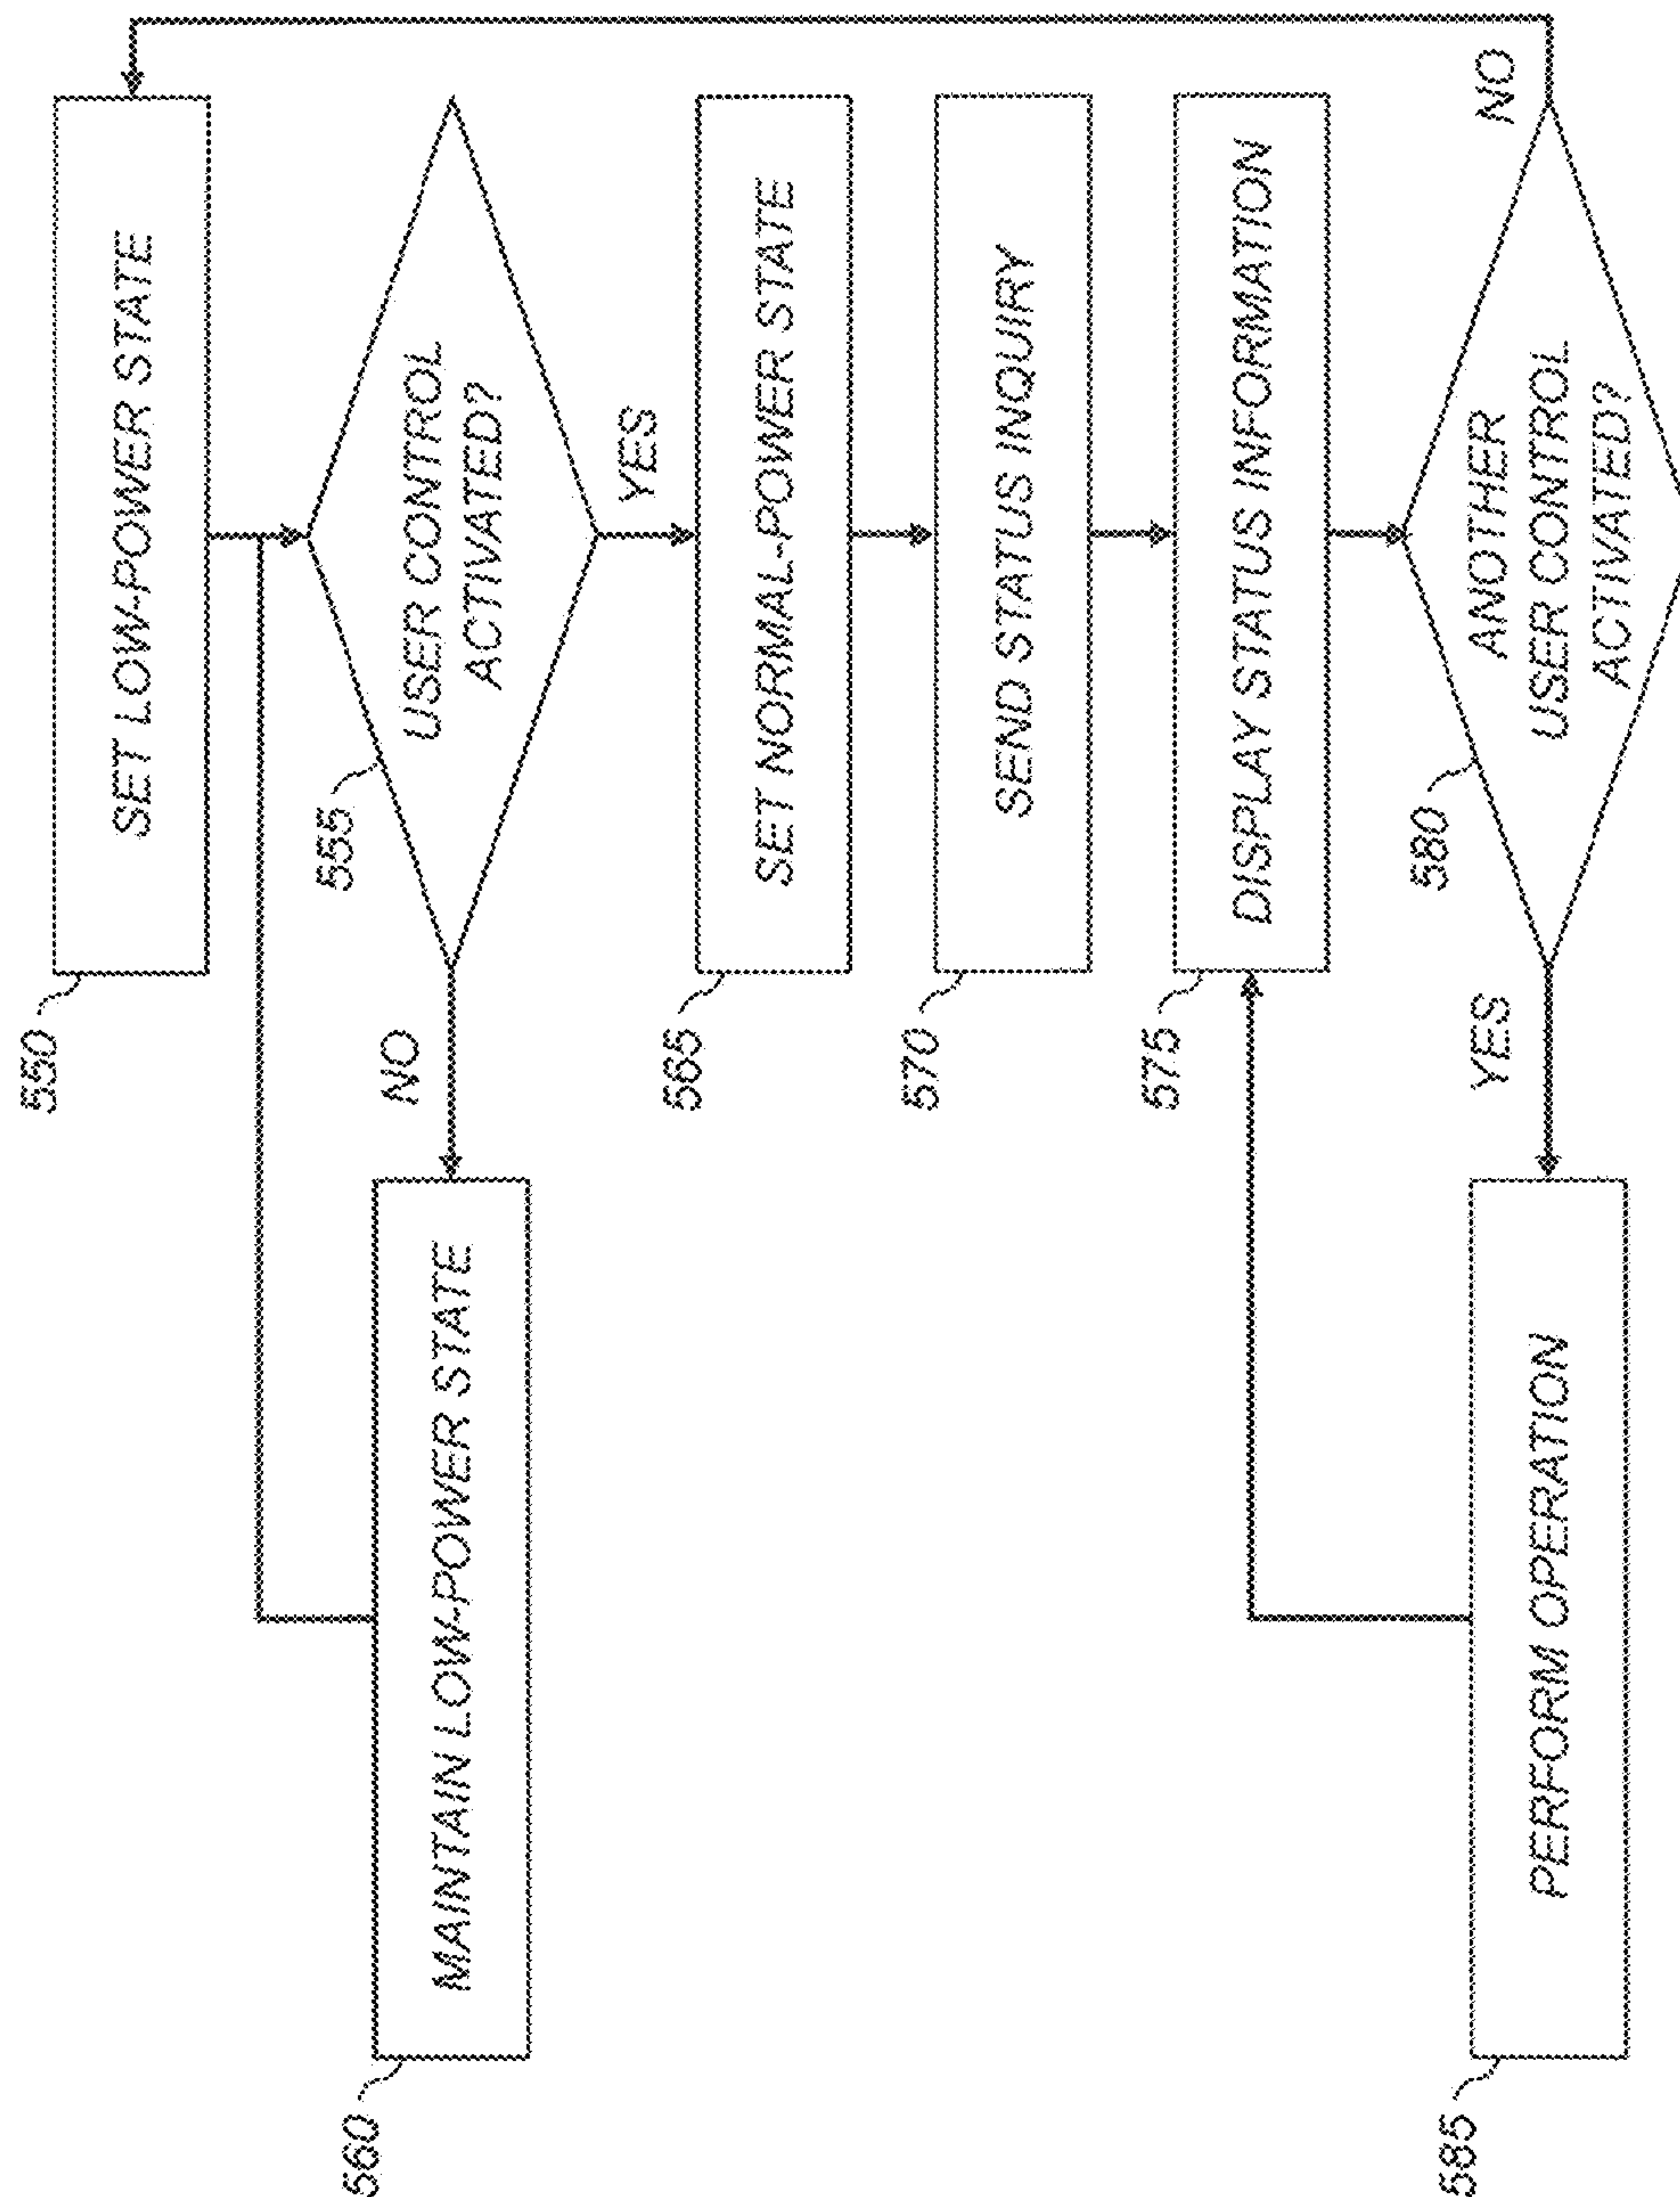 550
SET LOW-POWER STATE
555
USER CONTROL
ACTIVATED?
NO
YES
560
MAINTAIN LOW-POWER STATE
565
SET NORMAL-POWER STATE
570
SEND STATUS INQUIRY
575
DISPLAY STATUS INFORMATION
580
ANOTHER
USER CONTROL
ACTIVATED?
YES
NO
585
PERFORM OPERATION